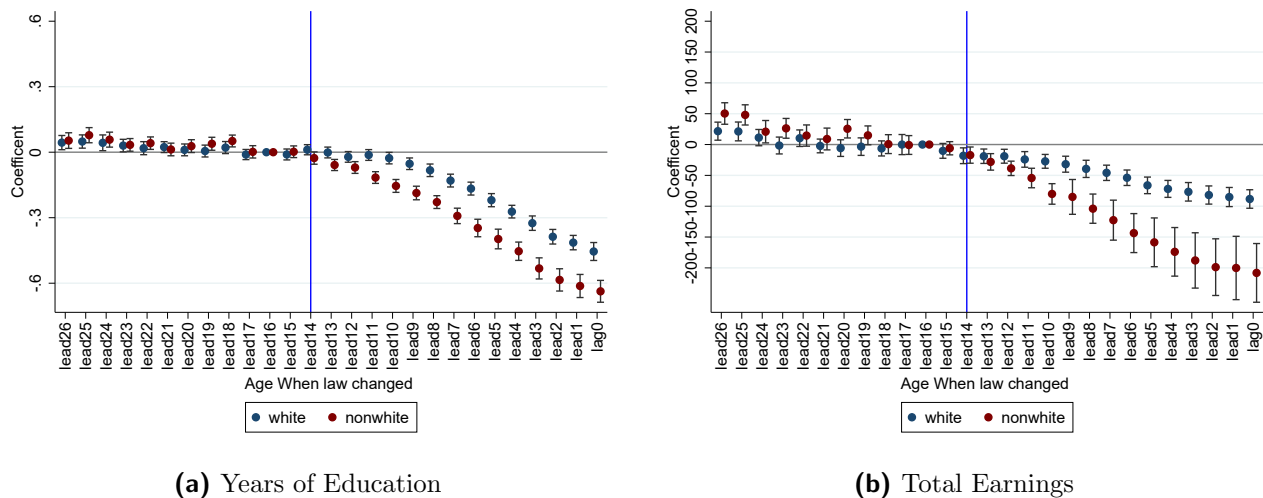 .6
.3
0
-.3
-.6
Coefficent
lead26
lead25
lead24
lead23
lead22
lead21
lead20
lead19
lead18
lead17
lead16
lead15
lead14
lead13
lead12
lead11
lead10
lead9
lead8
lead7
lead6
lead5
lead4
lead3
lead2
lead1
lag0
Age When law changed
white nonwhite
(a) Years of Education
200
150
100
50
0
-50
-100
-150
-200
Coefficent
lead26
lead25
lead24
lead23
lead22
lead21
lead20
lead19
lead18
lead17
lead16
lead15
lead14
lead13
lead12
lead11
lead10
lead9
lead8
lead7
lead6
lead5
lead4
lead3
lead2
lead1
lag0
Age When law changed
white nonwhite
(b) Total Earnings